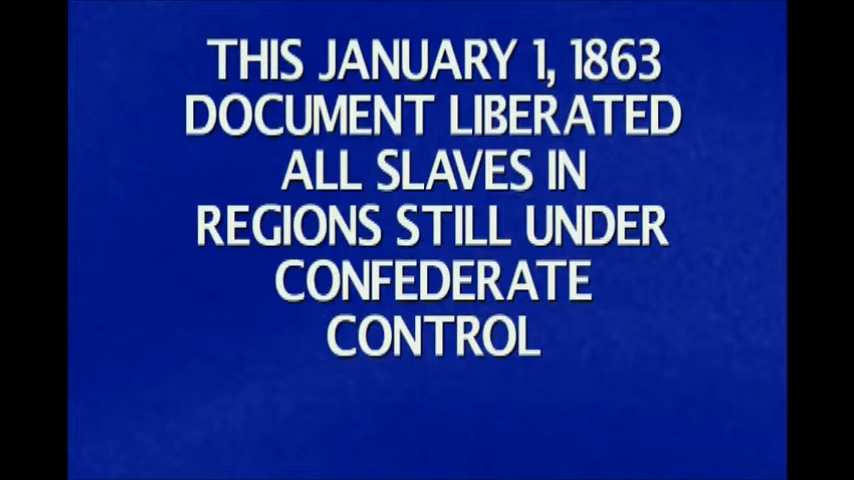 THIS JANUARY 1, 1863
DOCUMENT LIBERATED
ALL SLAVES IN
REGIONS STILL UNDER
CONFEDERATE
CONTROL